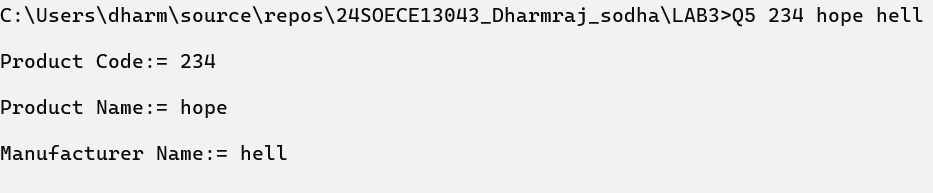 C:\Users\dharm\source\repos\24SOECE13043_Dharmraj_sodha\LAB3>Q5 234 hope hell
Product Code:= 234
Product Name:= hope
Manufacturer Name:= hell